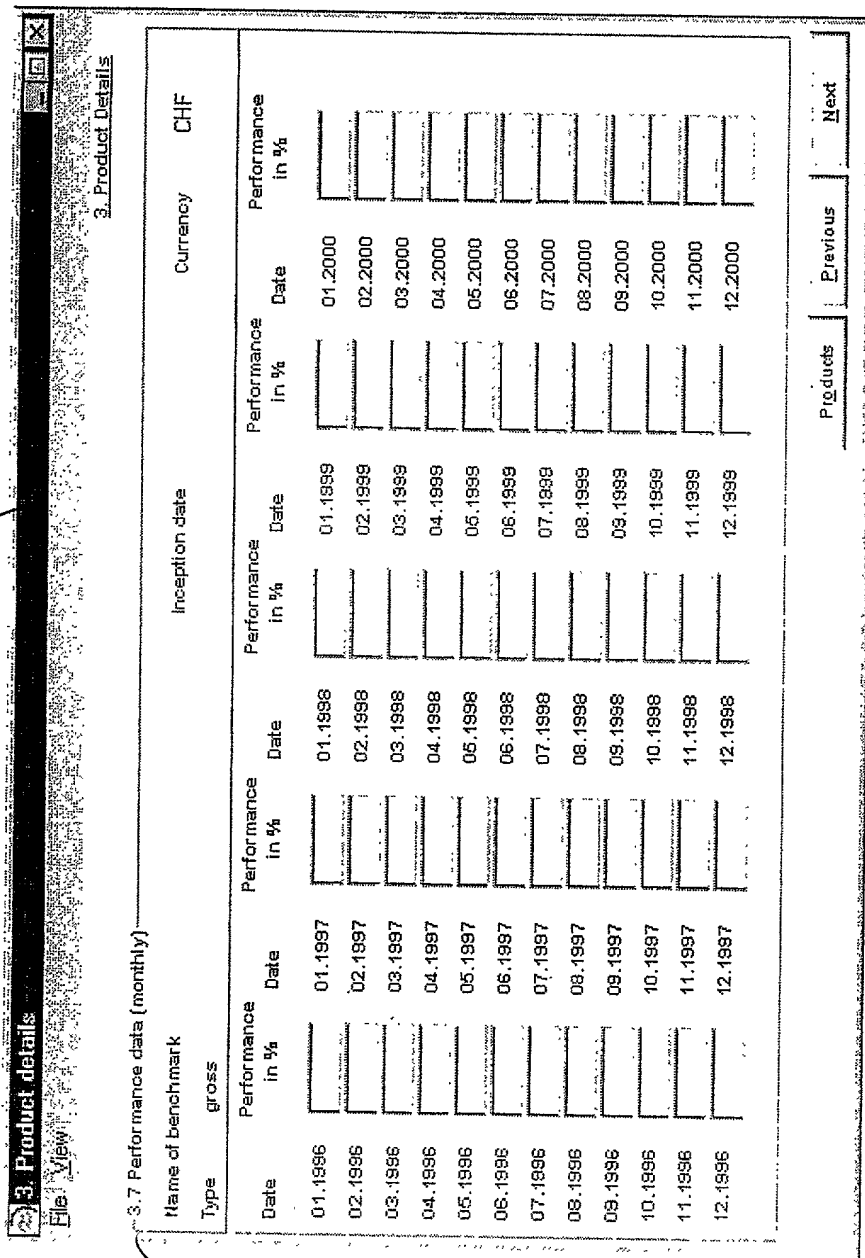 3. Product details
File View
3. Product Details
3.7 Performance data (monthly)
Name of benchmark Inception date Currency CHF
Type gross
Date Performance in % Date Performance in % Date Performance in % Date Performance in % Date Performance in %
01.1996 01.1997 01.1998 01.1999 01.2000
02.1996 02.1997 02.1998 02.1999 02.2000
03.1996 03.1997 03.1998 03.1999 03.2000
04.1996 04.1997 04.1998 04.1999 04.2000
05.1996 05.1997 05.1998 05.1999 05.2000
06.1996 06.1997 06.1998 06.1999 06.2000
07.1996 07.1997 07.1998 07.1999 07.2000
08.1996 08.1997 08.1998 08.1999 08.2000
09.1996 09.1997 09.1998 09.1999 09.2000
10.1996 10.1997 10.1998 10.1999 10.2000
11.1996 11.1997 11.1998 11.1999 11.2000
12.1996 12.1997 12.1998 12.1999 12.2000
Products Previous Next